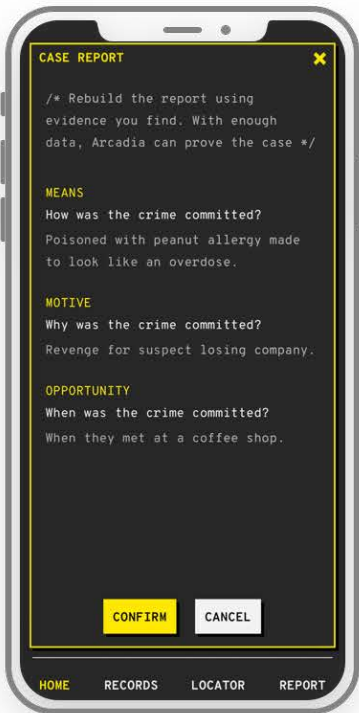 CASE REPORT ×
/* Rebuild the report using
evidence you find. With enough
data, Arcadia can prove the case */
MEANS
How was the crime committed?
Poisoned with peanut allergy made
to look like an overdose.
MOTIVE
Why was the crime committed?
Revenge for suspect losing company.
OPPORTUNITY
When was the crime committed?
When they met at a coffee shop.
CONFIRM CANCEL
HOME RECORDS LOCATOR REPORT